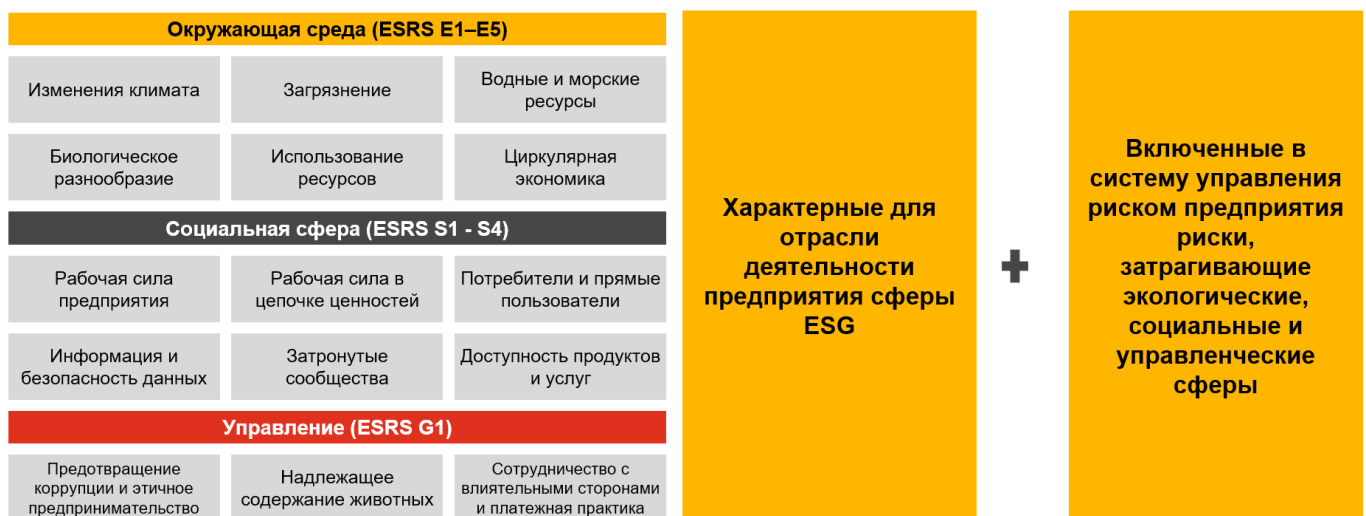 Окружающая среда (ESRS E1–E5)
Изменения климата
Загрязнение
Водные и морские
ресурсы
Биологическое
разнообразие
Использование
ресурсов
Циркулярная
экономика
Социальная сфера (ESRS S1 - S4)
Рабочая сила
предприятия
Рабочая сила в
цепочке ценностей
Потребители и прямые
пользователи
Информация и
безопасность данных
Затронутые
сообщества
Доступность продуктов
и услуг
Управление (ESRS G1)
Предотвращение
коррупции и этичное
предпринимательство
Надлежащее
содержание животных
Сотрудничество с
влиятельными сторонами
и платежная практика
Характерные для
отрасли
деятельности
предприятия сферы
ESG
Включенные в
систему управления
риском предприятия
риски,
затрагивающие
экологические,
социальные и
управленческие
сферы